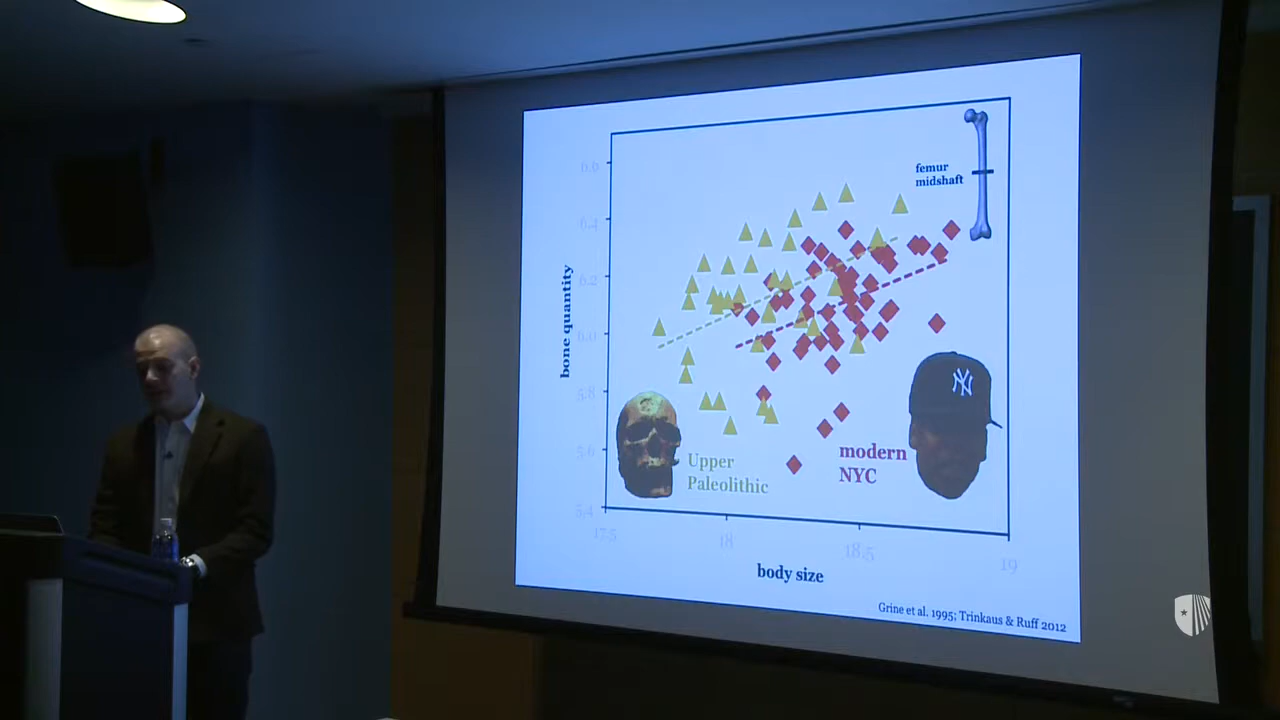 femur
midshaft
6.6
6.4
6.2
6.0
5.8
5.6
5.4
bone quantity
NY
Upper
Paleolithic
modern
NYC
17.5
18
18.5
19
body size
Grine et al. 1995; Trinkaus & Ruff 2012